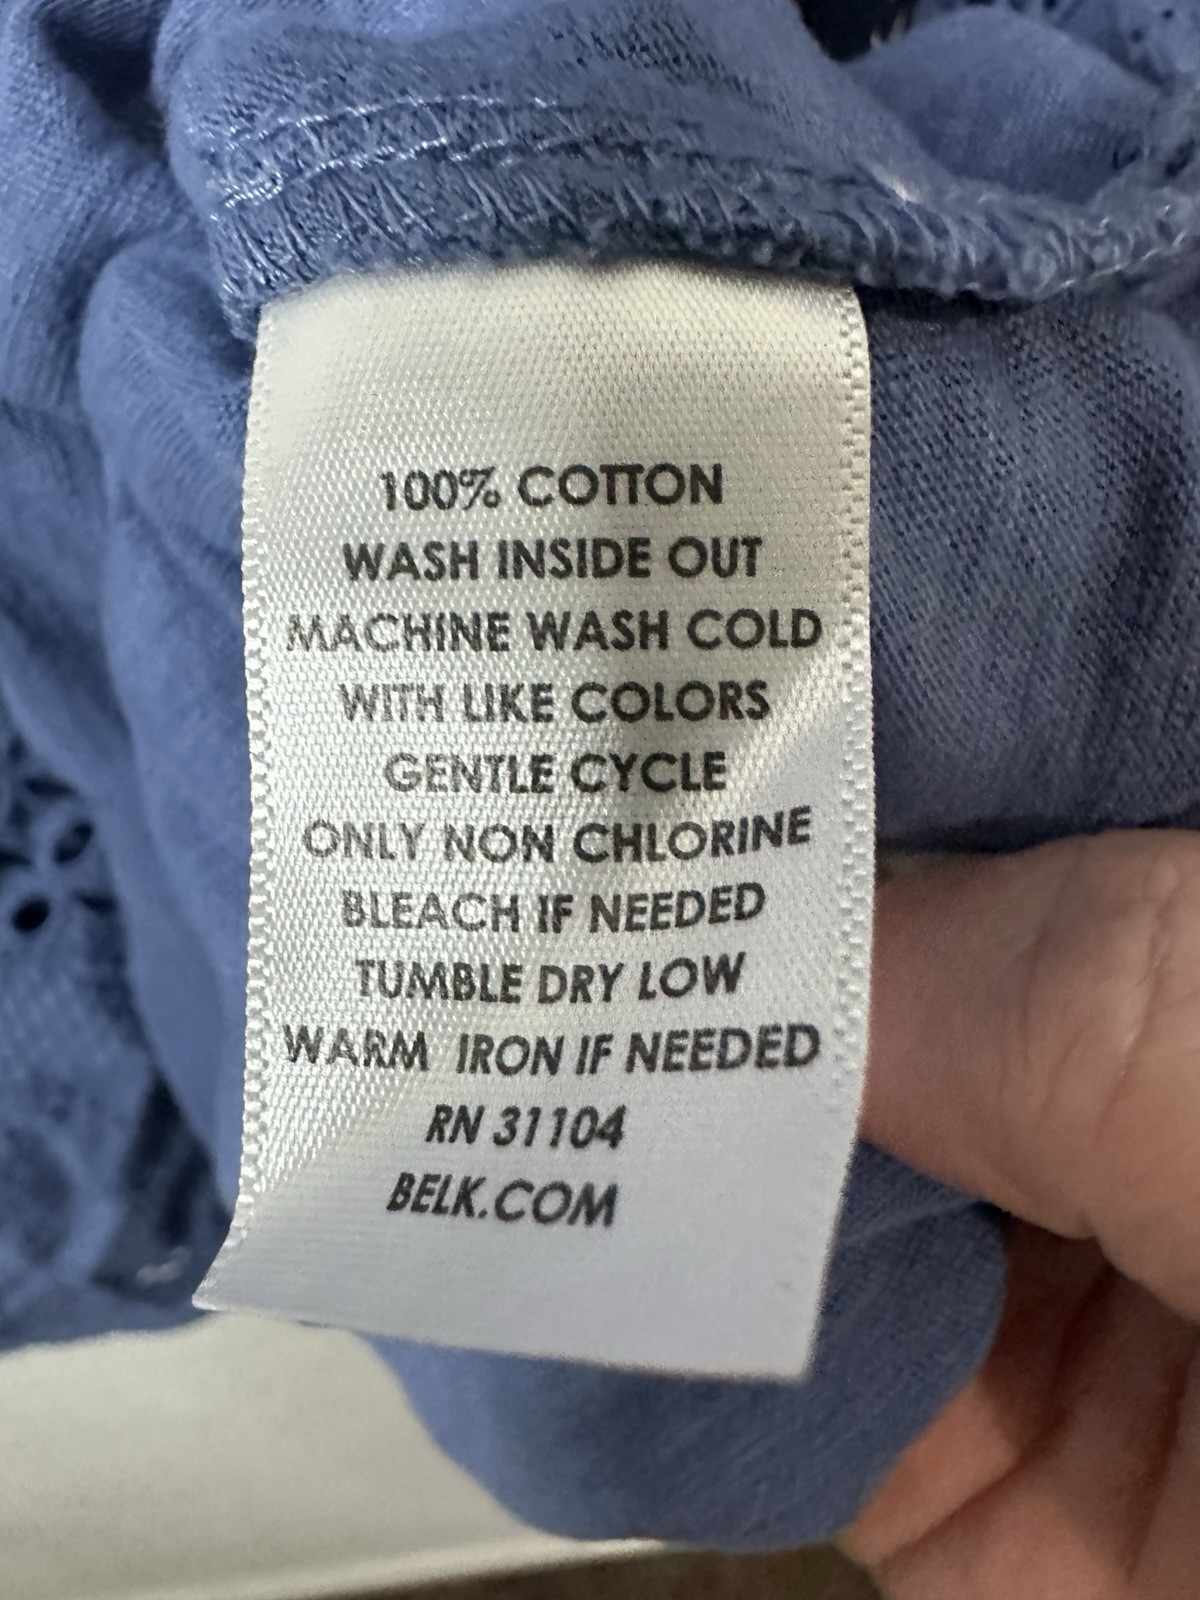 100% COTTON
WASH INSIDE OUT
MACHINE WASH COLD
WITH LIKE COLORS
GENTLE CYCLE
ONLY NON CHLORINE
BLEACH IF NEEDED
TUMBLE DRY LOW
WARM IRON IF NEEDED
RN 31104
BELK.COM